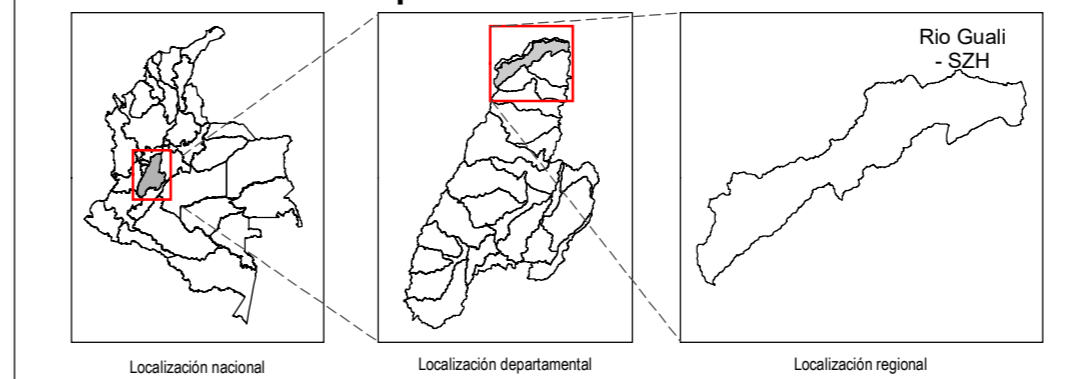 Rio Guali
- SZH
Localización nacional
Localización departamental
Localización regional